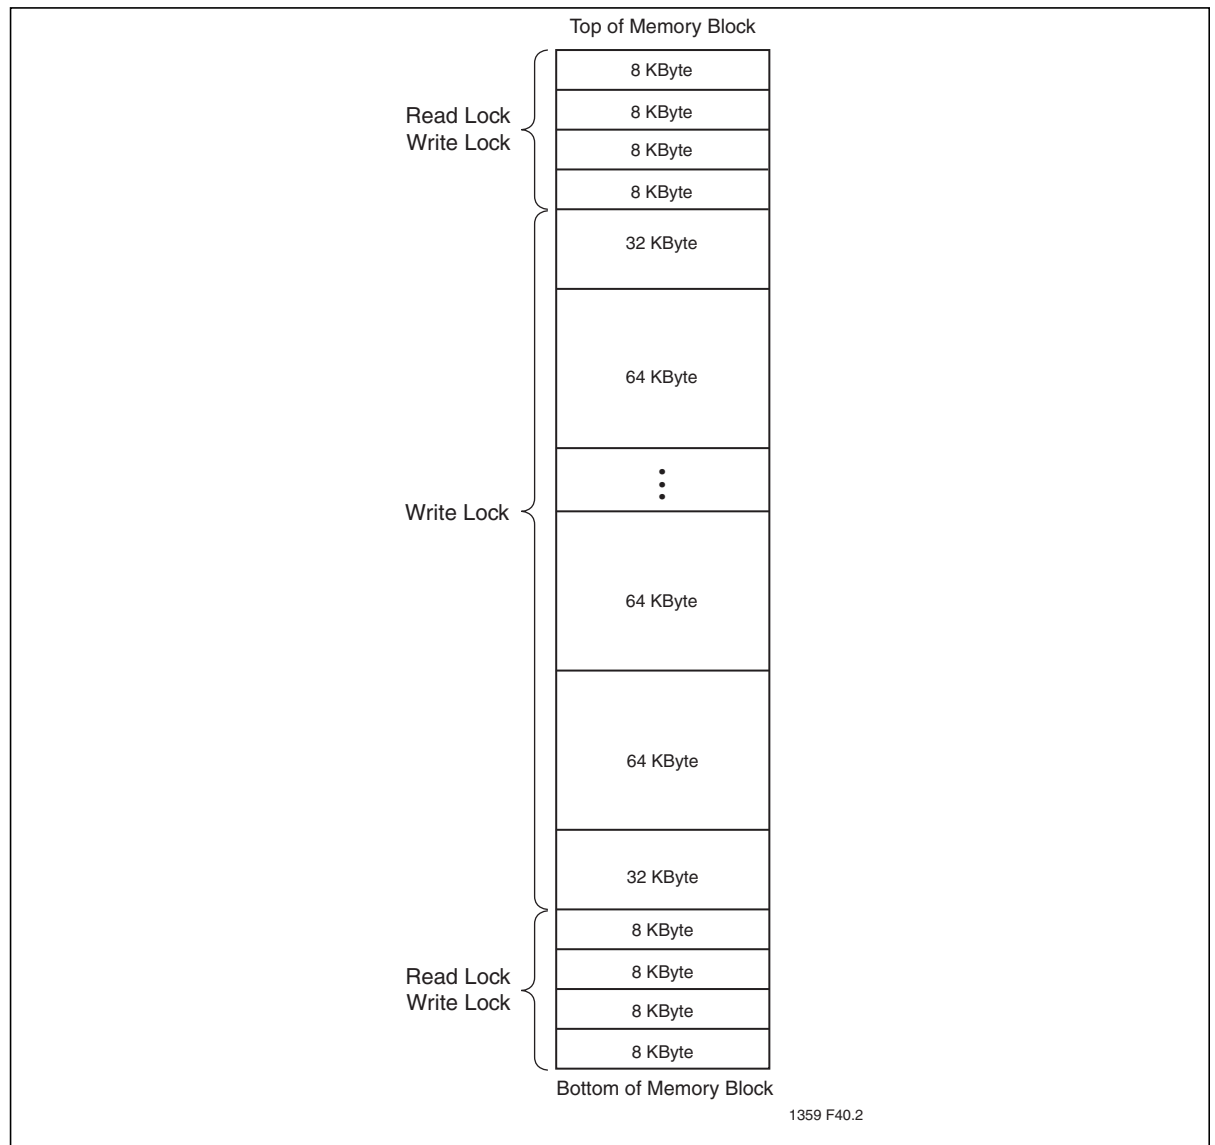 Top of Memory Block
8 KByte
8 KByte
8 KByte
8 KByte
Read Lock
Write Lock
32 KByte
64 KByte
Write Lock
64 KByte
64 KByte
32 KByte
8 KByte
8 KByte
8 KByte
8 KByte
Read Lock
Write Lock
Bottom of Memory Block
1359 F40.2